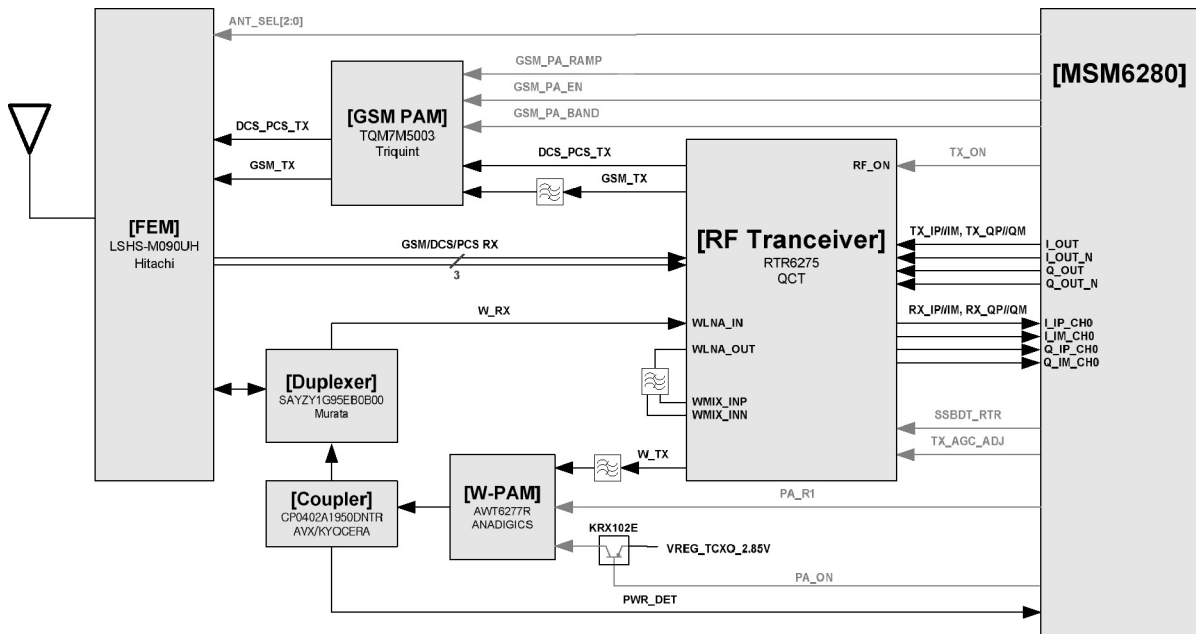 ANT_SEL[2:0]
[MSM6280]
GSM_PA_RAMP
GSM_PA_EN
GSM_PA_BAND
[GSM PAM]
TQM7M5003
Triquint
DCS_PCS_TX
GSM_TX
DCS_PCS_TX
GSM_TX
RF_ON
TX_ON
[FEM]
LSHS-M090UH
Hitachi
GSM/DCS/PCS RX
3
[RF Tranceiver]
RTR6275
QCT
TX_IP//IM, TX_QP//QM
I_OUT
I_OUT_N
Q_OUT
Q_OUT_N
W_RX
WLNA_IN
WLNA_OUT
WMIX_INP
WMIX_INN
RX_IP//IM, RX_QP//QM
I_IP_CH0
I_IM_CH0
Q_IP_CH0
Q_IM_CH0
[Duplexer]
SAYZY1G95EB0B00
Murata
SSBDT_RTR
TX_AGC_ADJ
W_TX
[Coupler]
CP0402A1950DNTR
AVX/KYOCERA
[W-PAM]
AWT6277R
ANADIGICS
PA_R1
KRX102E
VREG_TCXO_2.85V
PA_ON
PWR_DET